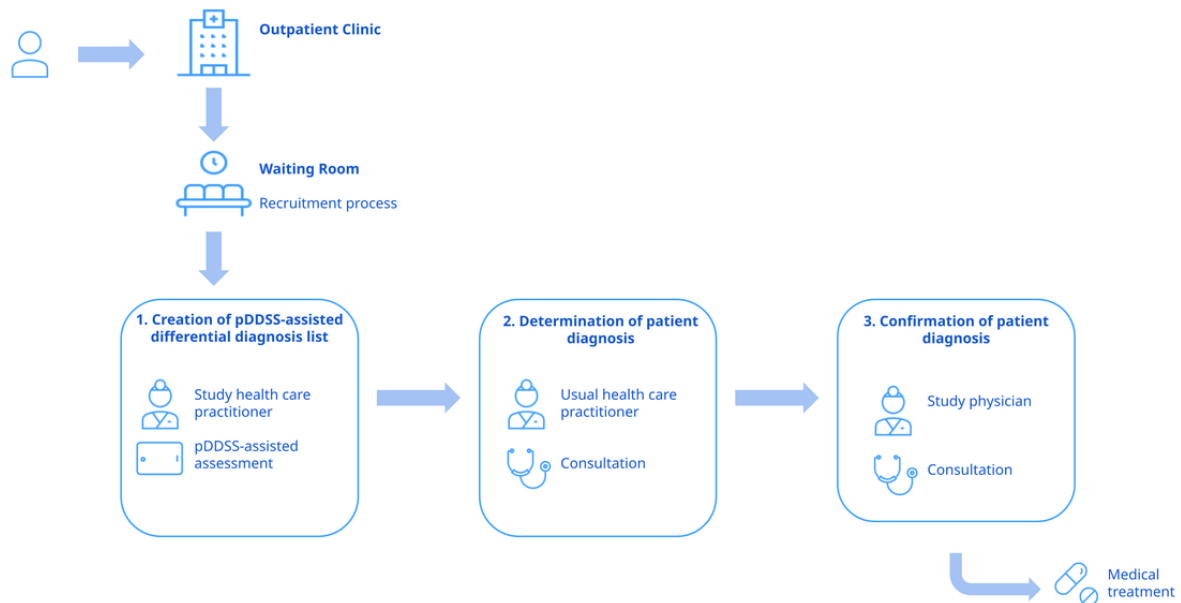 Outpatient Clinic
Waiting Room
Recruitment process
1. Creation of pDDSS-assisted
differential diagnosis list
Study health care
practitioner
pDDSS-assisted
assessment
2. Determination of patient
diagnosis
Usual health care
practitioner
Consultation
3. Confirmation of patient
diagnosis
Study physician
Consultation
Medical
treatment